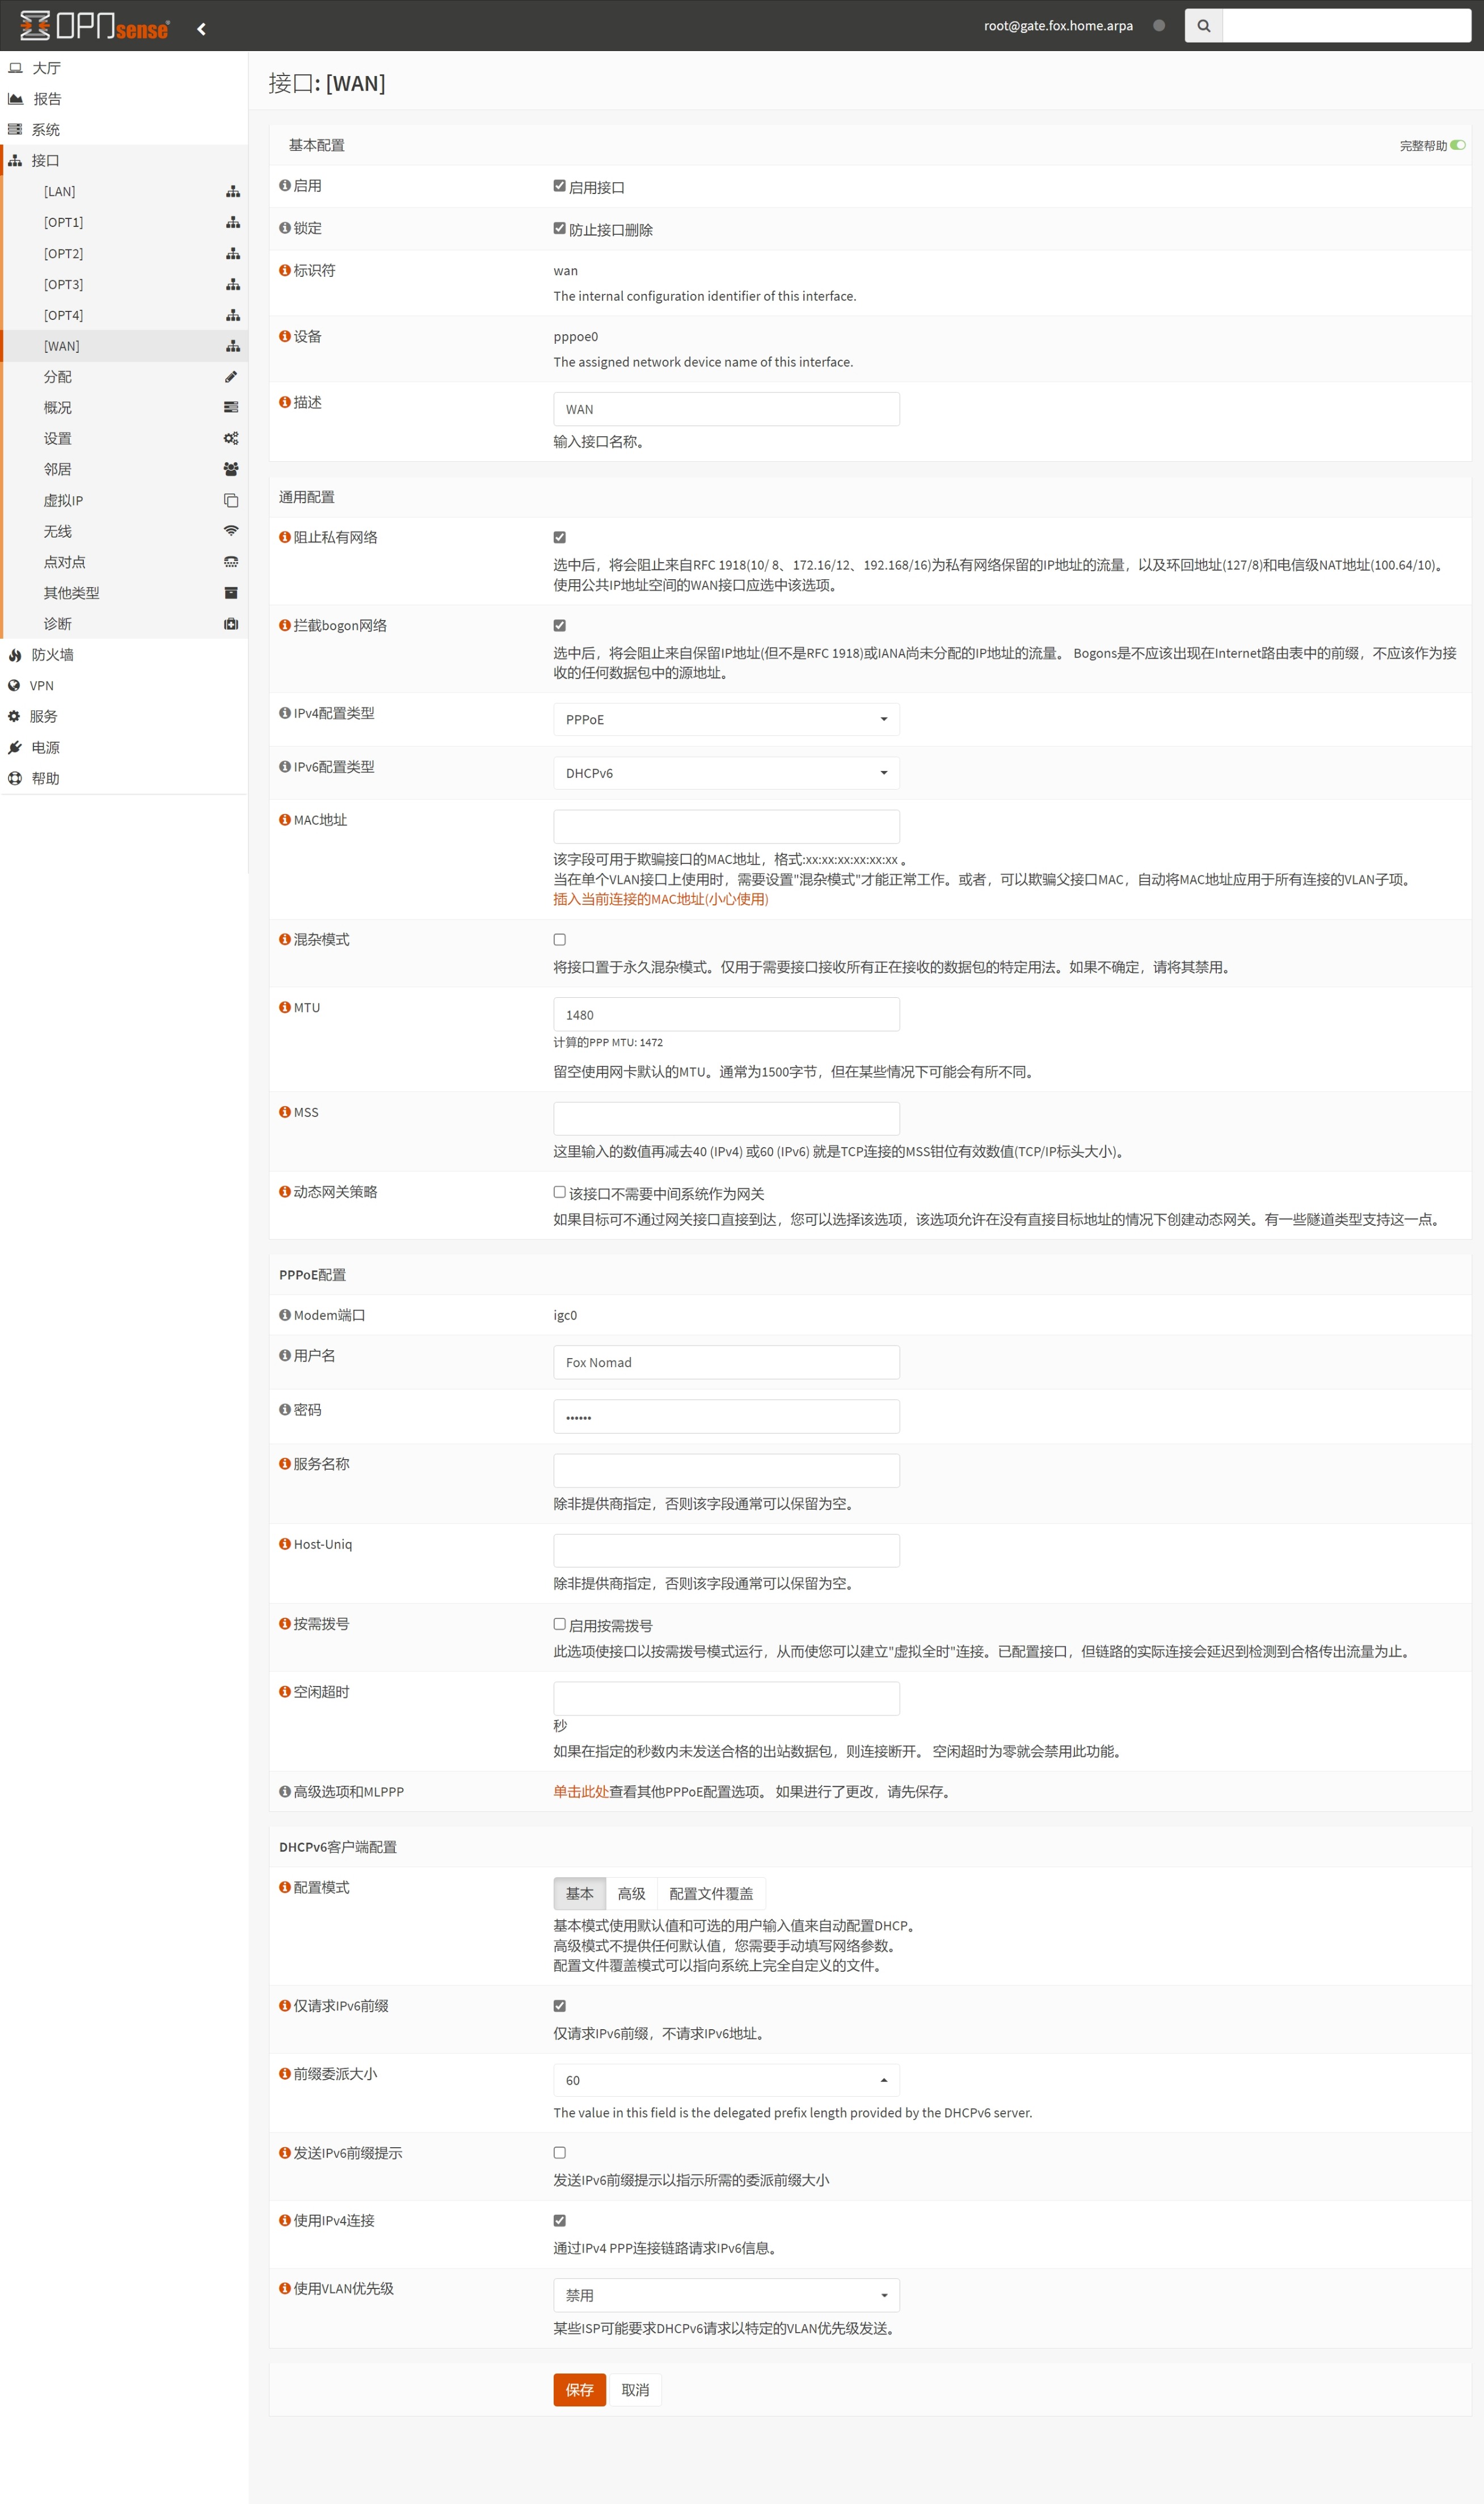 OPNsense
root@gate.fox.home.arpa
大厅
报告
系统
接口
[LAN]
[OPT1]
[OPT2]
[OPT3]
[OPT4]
[WAN]
分配
概况
设置
邻居
虚拟IP
无线
点对点
其他类型
诊断
防火墙
VPN
服务
电源
帮助
接口: [WAN]
基本配置
完整帮助
启用
启用接口
锁定
防止接口删除
标识符
wan
The internal configuration identifier of this interface.
设备
pppoe0
The assigned network device name of this interface.
描述
WAN
输入接口名称。
通用配置
阻止私有网络
选中后，将会阻止来自RFC 1918(10/ 8、172.16/12、192.168/16)为私有网络保留的IP地址的流量，以及环回地址(127/8)和电信级NAT地址(100.64/10)。
使用公共IP地址空间的WAN接口应选中该选项。
拦截bogon网络
选中后，将会阻止来自保留IP地址(但不是RFC 1918)或IANA尚未分配的IP地址的流量。 Bogons是不应该出现在Internet路由表中的前缀，不应该作为接
收的任何数据包中的源地址。
IPv4配置类型
PPPoE
IPv6配置类型
DHCPv6
MAC地址
该字段可用于欺骗接口的MAC地址，格式:xx:xx:xx:xx:xx:xx 。
当在单个VLAN接口上使用时，需要设置"混杂模式"才能正常工作。或者，可以欺骗父接口MAC，自动将MAC地址应用于所有连接的VLAN子项。
插入当前连接的MAC地址(小心使用)
混杂模式
将接口置于永久混杂模式。仅用于需要接口接收所有正在接收的数据包的特定用法。如果不确定，请将其禁用。
MTU
1480
计算的PPP MTU: 1472
留空使用网卡默认的MTU。通常为1500字节，但在某些情况下可能会有所不同。
MSS
这里输入的数值再减去40 (IPv4) 或60 (IPv6) 就是TCP连接的MSS钳位有效数值(TCP/IP标头大小)。
动态网关策略
该接口不需要中间系统作为网关
如果目标可不通过网关接口直接到达，您可以选择该选项，该选项允许在没有直接目标地址的情况下创建动态网关。有一些隧道类型支持这一点。
PPPoE配置
Modem端口
igc0
用户名
Fox Nomad
密码
••••••
服务名称
除非提供商指定，否则该字段通常可以保留为空。
Host-Uniq
除非提供商指定，否则该字段通常可以保留为空。
按需拨号
启用按需拨号
此选项使接口以按需拨号模式运行，从而使您可以建立"虚拟全时"连接。已配置接口，但链路的实际连接会延迟到检测到合格传出流量为止。
空闲超时
秒
如果在指定的秒数内未发送合格的出站数据包，则连接断开。 空闲超时为零就会禁用此功能。
高级选项和MLPPP
单击此处查看其他PPPoE配置选项。 如果进行了更改，请先保存。
DHCPv6客户端配置
配置模式
基本 高级 配置文件覆盖
基本模式使用默认值和可选的用户输入值来自动配置DHCP。
高级模式不提供任何默认值，您需要手动填写网络参数。
配置文件覆盖模式可以指向系统上完全自定义的文件。
仅请求IPv6前缀
仅请求IPv6前缀，不请求IPv6地址。
前缀委派大小
60
The value in this field is the delegated prefix length provided by the DHCPv6 server.
发送IPv6前缀提示
发送IPv6前缀提示以指示所需的委派前缀大小
使用IPv4连接
通过IPv4 PPP连接链路请求IPv6信息。
使用VLAN优先级
禁用
某些ISP可能要求DHCPv6请求以特定的VLAN优先级发送。
保存 取消